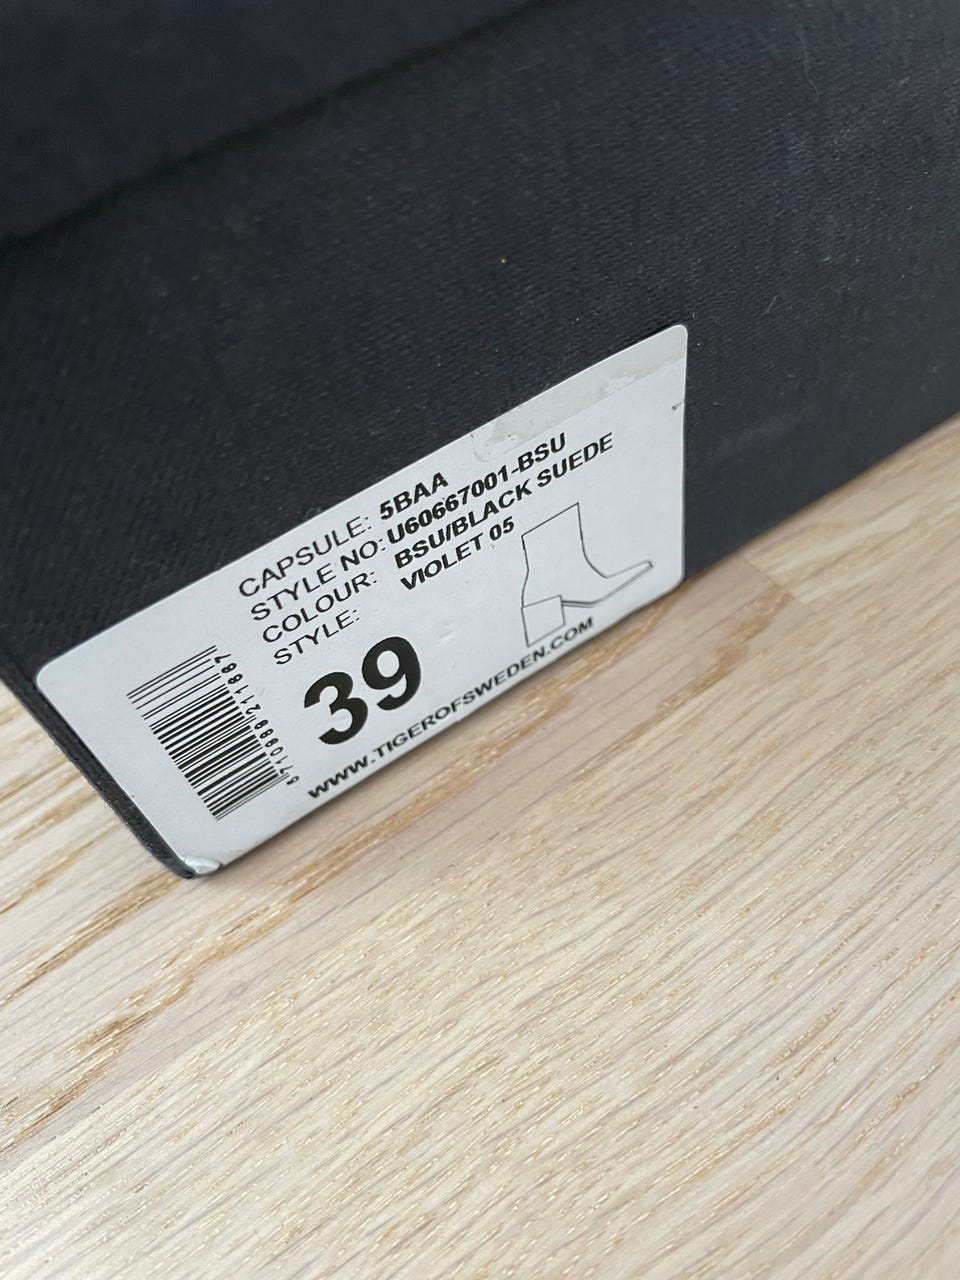 CAPSULE: 5BAA
STYLE NO: U60667001-BSU
COLOUR: BSU/BLACK SUEDE
STYLE: VIOLET 05
39
WWW.TIGEROFSWEDEN.COM